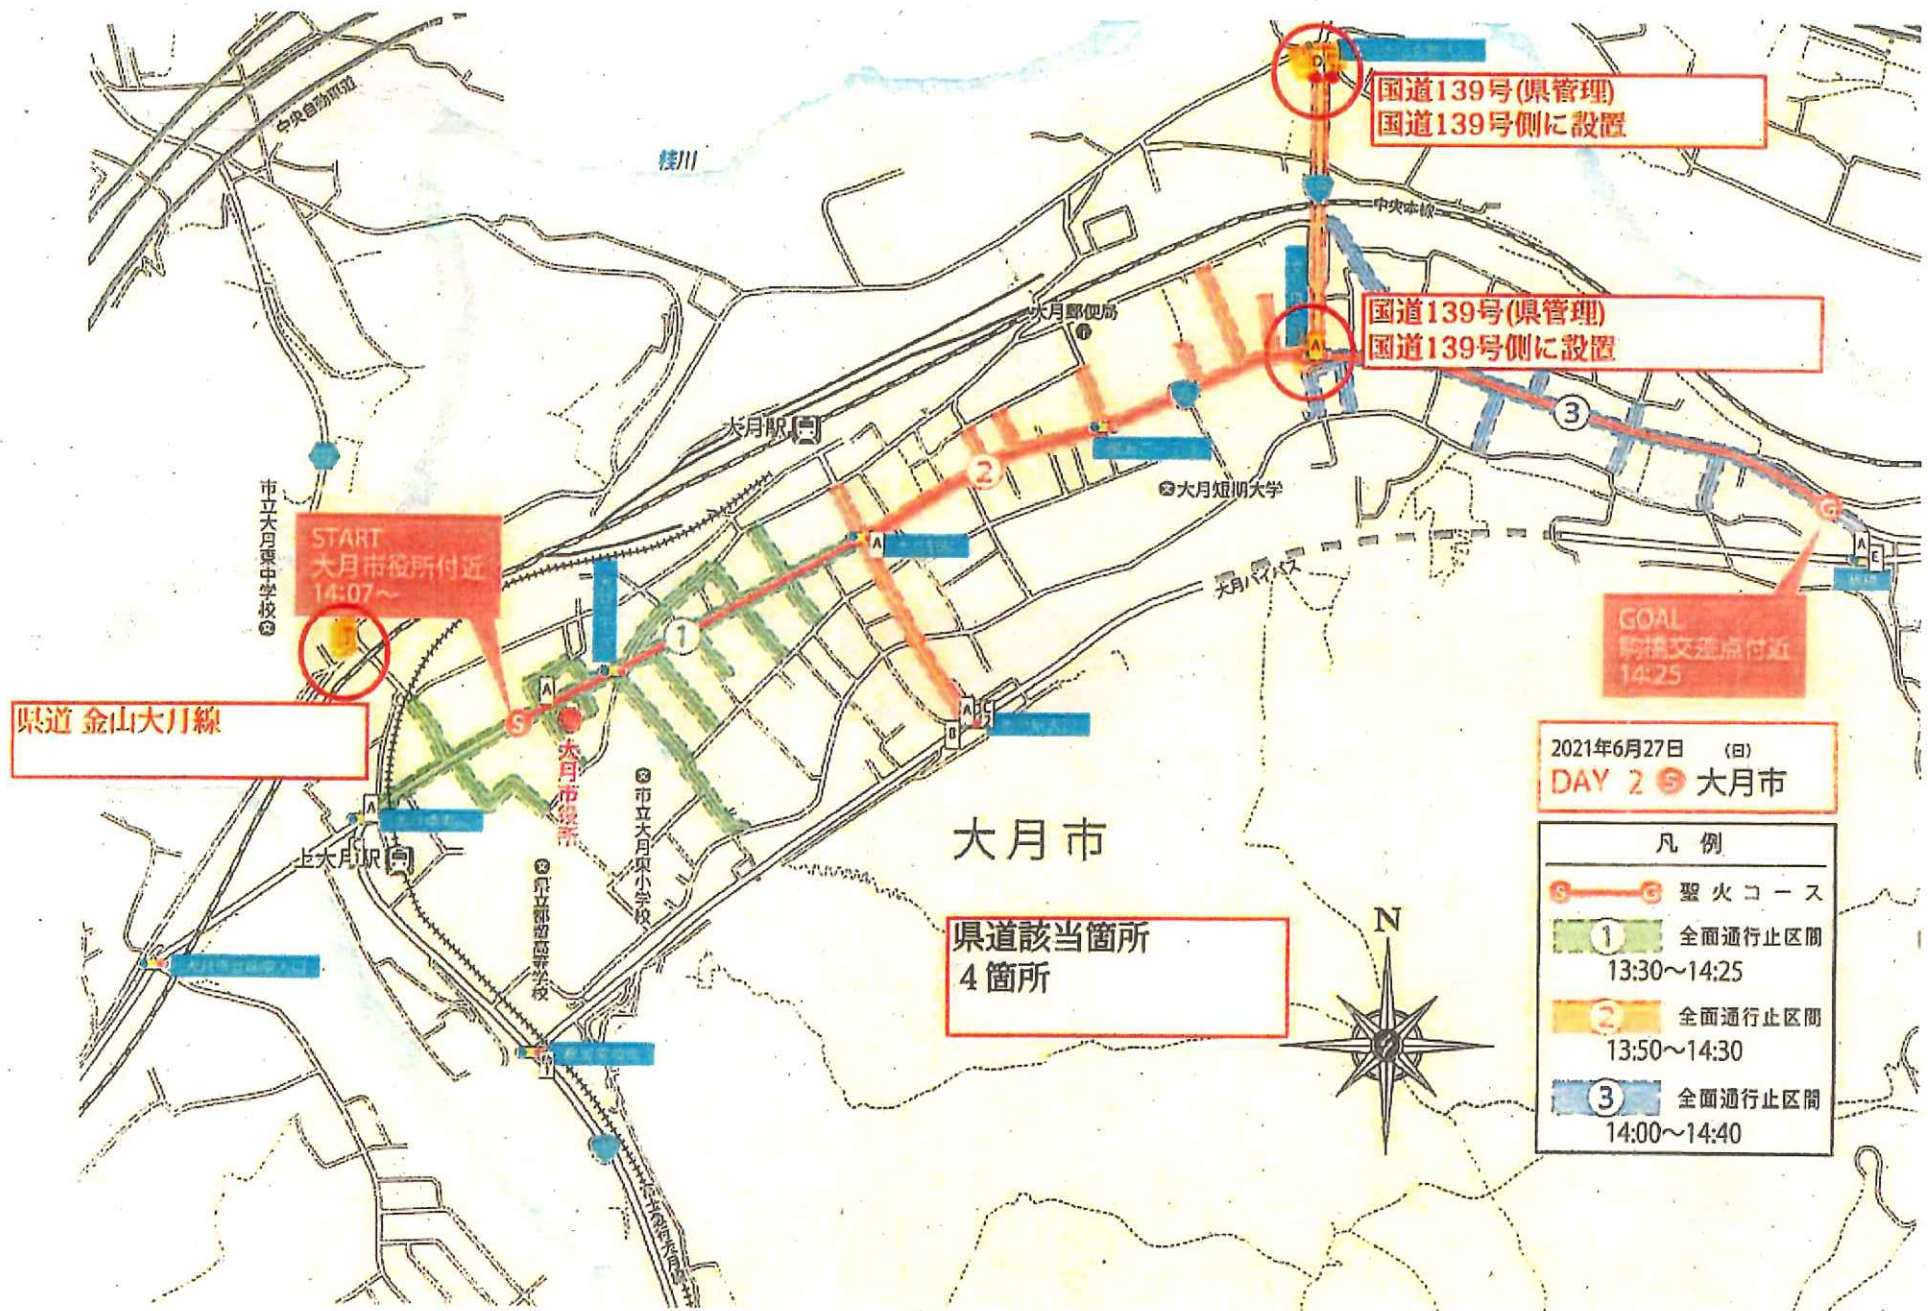 中央自動車道
桂川
D
国道139号(県管理)
国道139号側に設置
中央本線
国道139号(県管理)
国道139号側に設置
A
大月郵便局
大月駅
3
2
大月短期大学
G
市立大月東中学校
START
大月市役所付近
14:07～
A
大月バイパス
A
E
1
GOAL
駒橋交差点付近
14:25
J
A
S
県道 金山大月線
A
C
B
大月市役所
市立大月東小学校
2021年6月27日 (日)
DAY 2 S 大月市
A
上大月駅
大月市
県立都留高等学校
凡 例
S G 聖火コース
1 全面通行止区間
13:30～14:25
2 全面通行止区間
13:50～14:30
3 全面通行止区間
14:00～14:40
県道該当箇所
4箇所
N